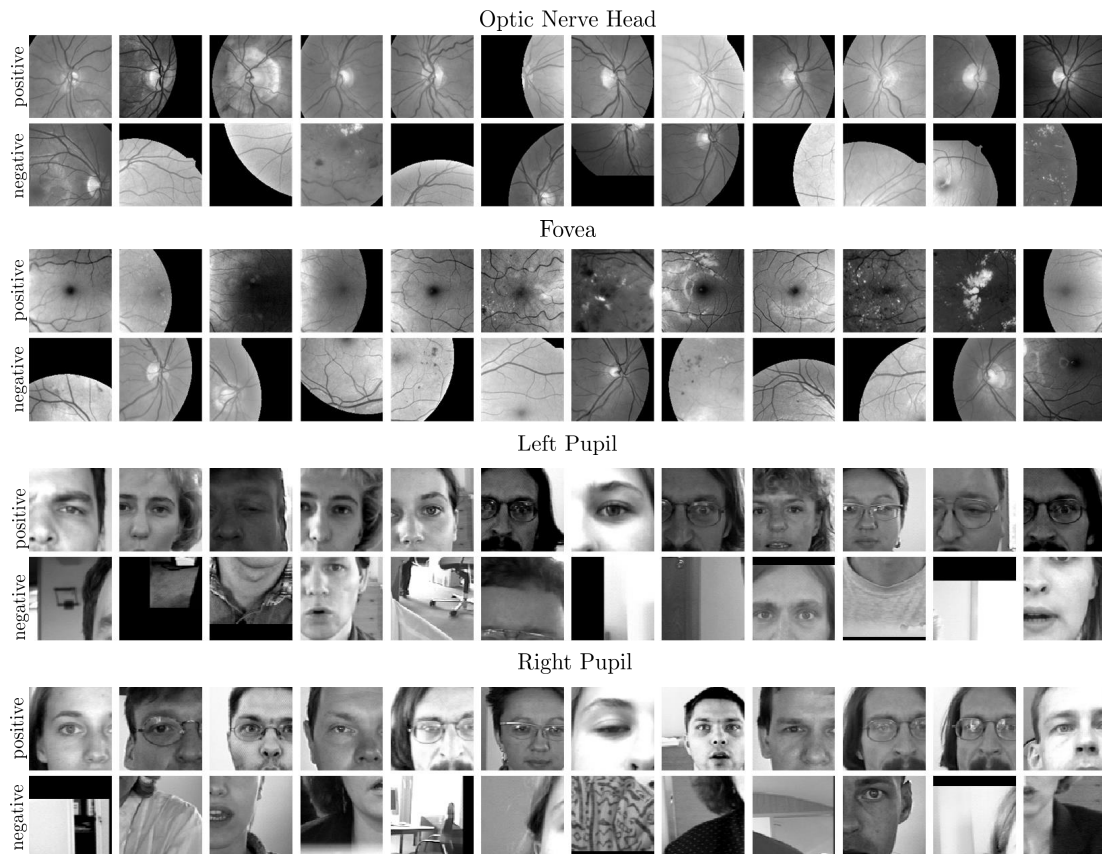 Optic Nerve Head
positive
negative
Fovea
positive
negative
Left Pupil
positive
negative
Right Pupil
positive
negative